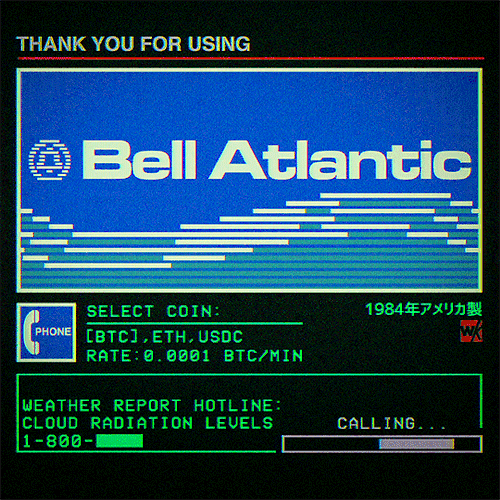 THANK YOU FOR USING
Bell Atlantic
PHONE
SELECT COIN:
[BTC],ETH,USDC
RATE:0.0001 BTC/MIN
1984年アメリカ製
WEATHER REPORT HOTLINE:
CLOUD RADIATION LEVELS
1-800-
CALLING...